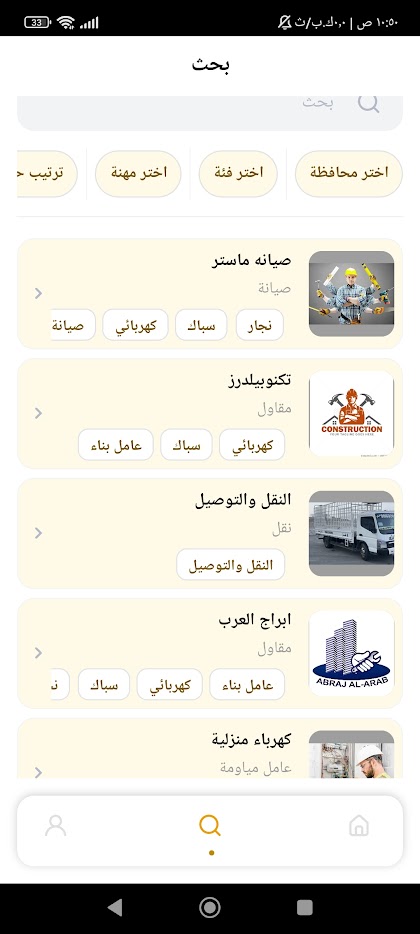 ١٠:٥٠ ص | ٠,٠ك.ب/ث
33
بحث
بحث
اختر محافظة
اختر فئة
اختر مهنة
ترتيب ح
صيانه ماستر
صيانة
نجار
سباك
كهربائي
صيانة
تكنوبيلدرز
مقاول
كهربائي
سباك
عامل بناء
CONSTRUCTION
النقل والتوصيل
نقل
النقل والتوصيل
ابراج العرب
مقاول
عامل بناء
كهربائي
سباك
ABRAJ AL-ARAB
كهرباء منزلية
عامل مياومة